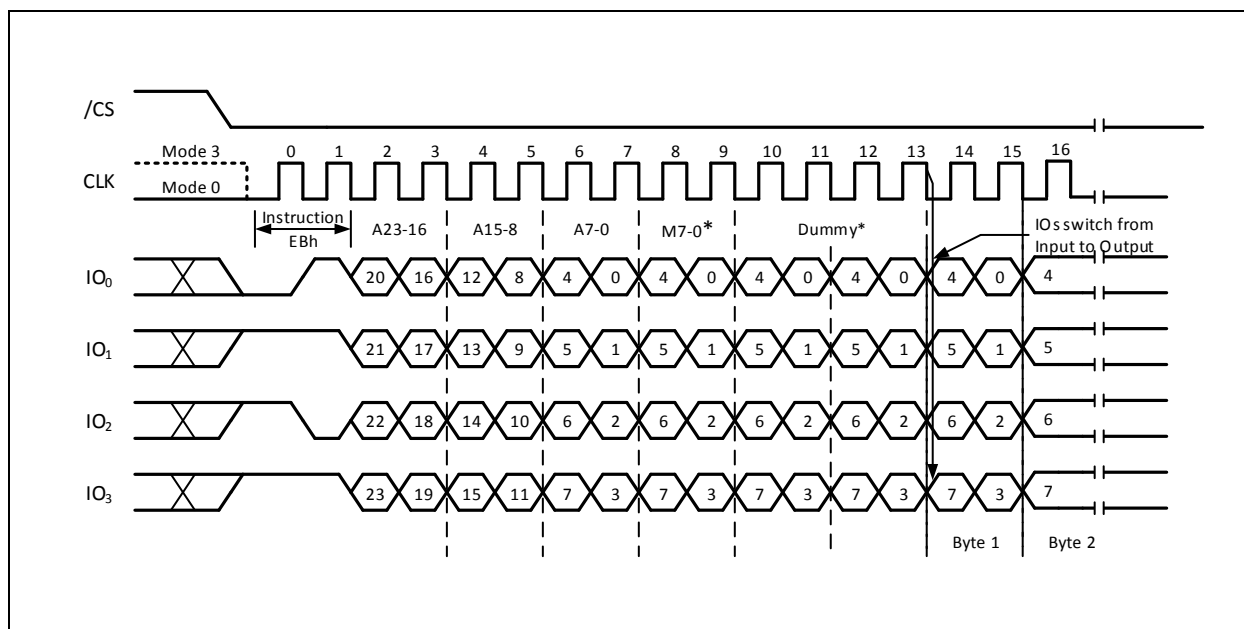 /CS
Mode 3 0 1 2 3 4 5 6 7 8 9 10 11 12 13 14 15 16
CLK Mode 0
Instruction A23-16 A15-8 A7-0 M7-0* Dummy* IOs switch from
EBh Input to Output
IO0 20 16 12 8 4 0 4 0 4 0 4 0 4 0 4
IO1 21 17 13 9 5 1 5 1 5 1 5 1 5 1 5
IO2 22 18 14 10 6 2 6 2 6 2 6 2 6 2 6
IO3 23 19 15 11 7 3 7 3 7 3 7 3 7 3 7
Byte 1 Byte 2